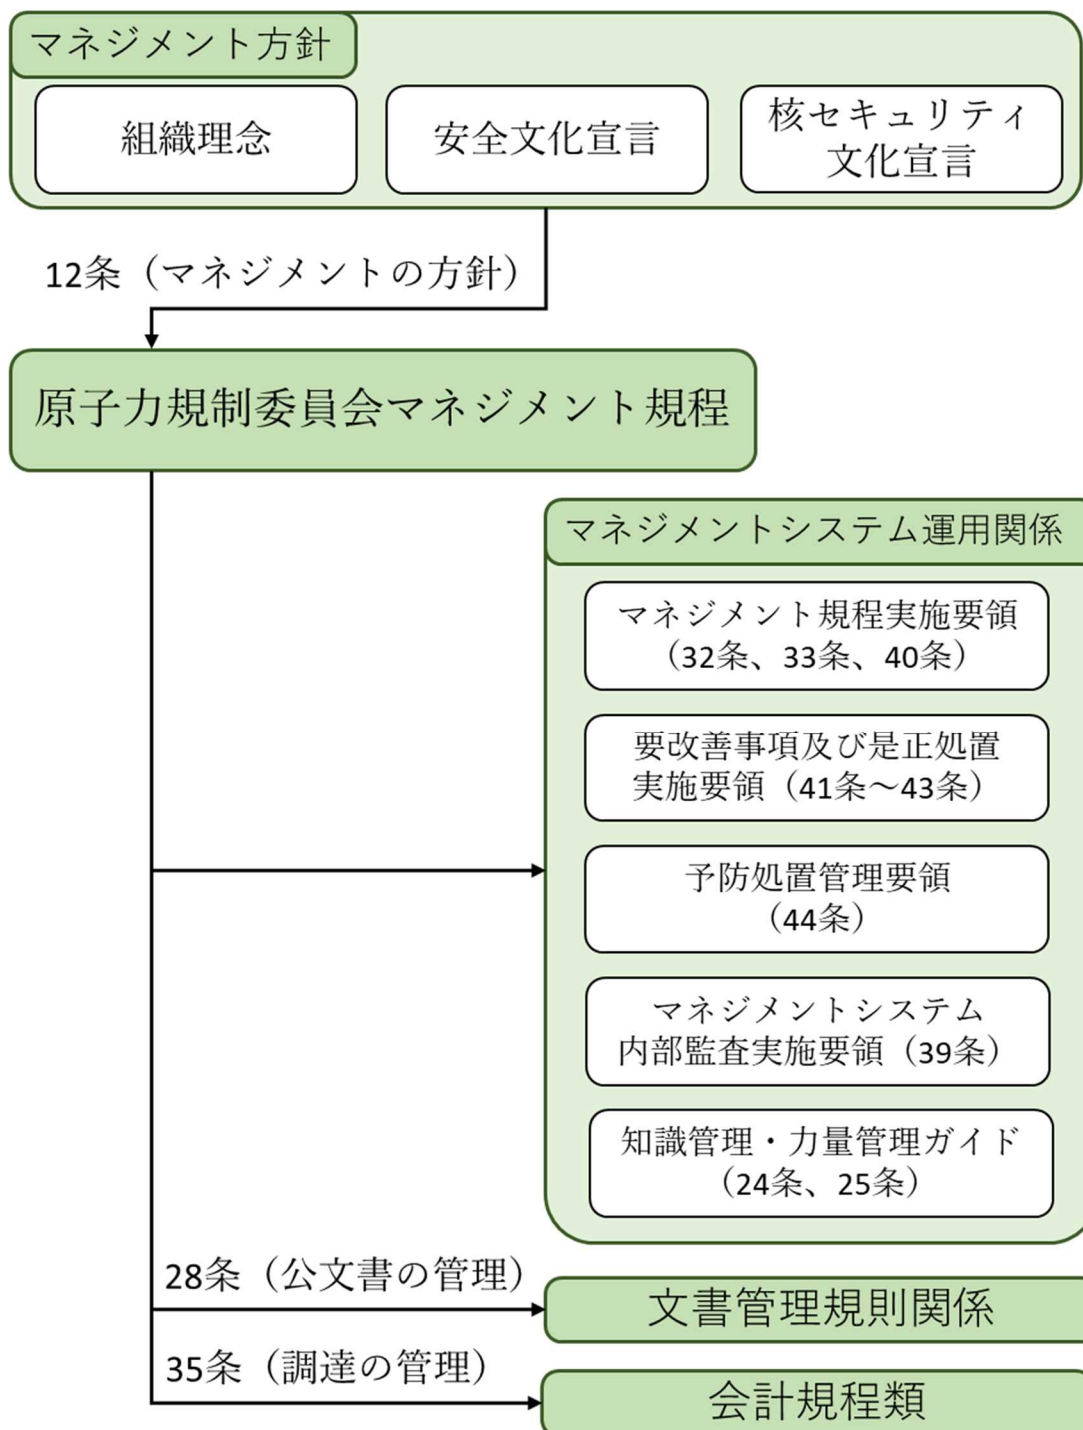 マネジメント方針
組織理念
安全文化宣言
核セキュリティ
文化宣言
12条（マネジメントの方針）
原子力規制委員会マネジメント規程
マネジメントシステム運用関係
マネジメント規程実施要領
（32条、33条、40条）
要改善事項及び是正処置
実施要領（41条～43条）
予防処置管理要領
（44条）
マネジメントシステム
内部監査実施要領（39条）
知識管理・力量管理ガイド
（24条、25条）
28条（公文書の管理）
文書管理規則関係
35条（調達の管理）
会計規程類